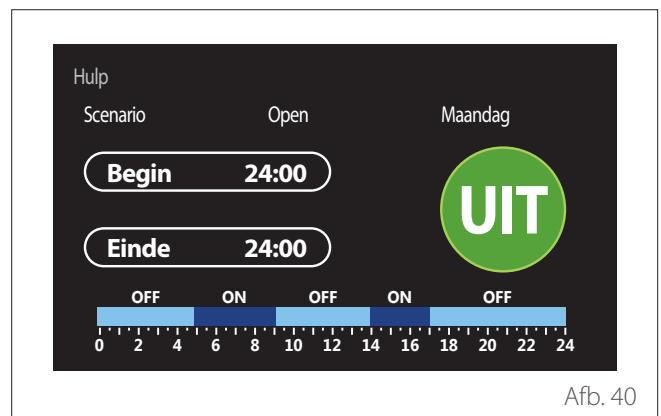 Hulp
Scenario Open Maandag
Begin 24:00
UIT
Einde 24:00
OFF ON OFF ON OFF
0 2 4 6 8 10 12 14 16 18 20 22 24
Afb. 40